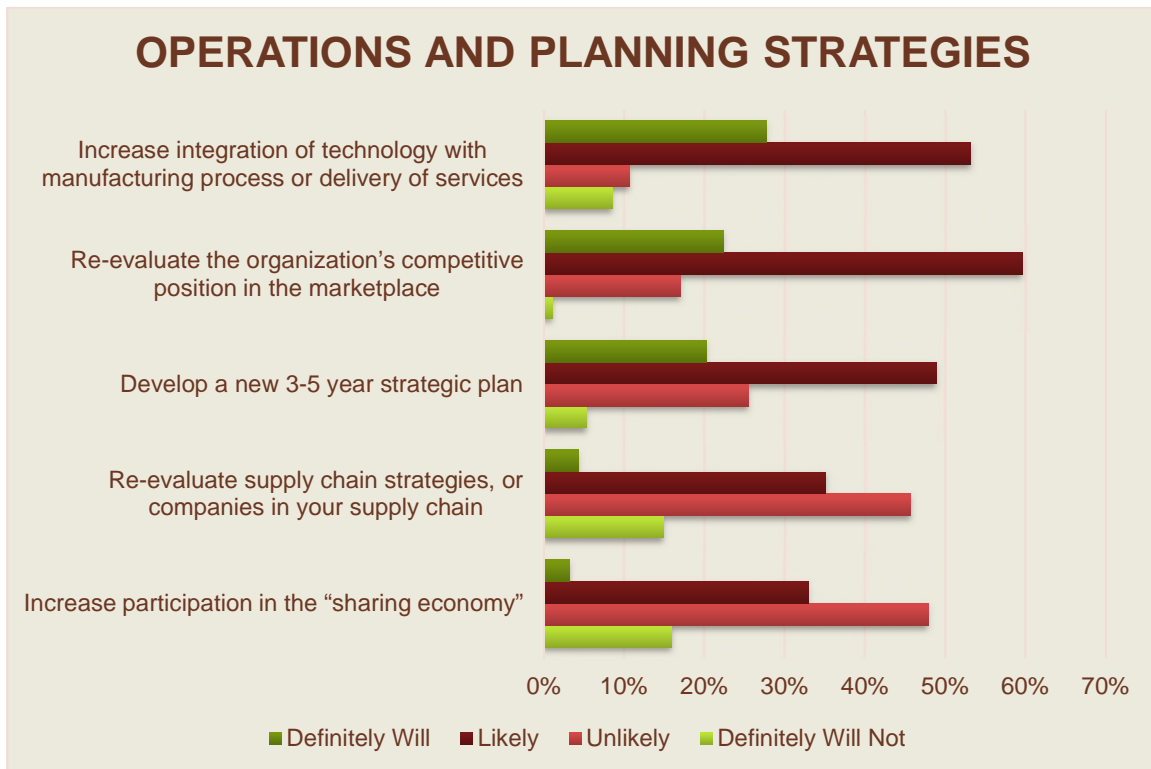 OPERATIONS AND PLANNING STRATEGIES
Increase integration of technology with
manufacturing process or delivery of services
Re-evaluate the organization’s competitive
position in the marketplace
Develop a new 3-5 year strategic plan
Re-evaluate supply chain strategies, or
companies in your supply chain
Increase participation in the “sharing economy”
0% 10% 20% 30% 40% 50% 60% 70%
Definitely Will Likely Unlikely Definitely Will Not